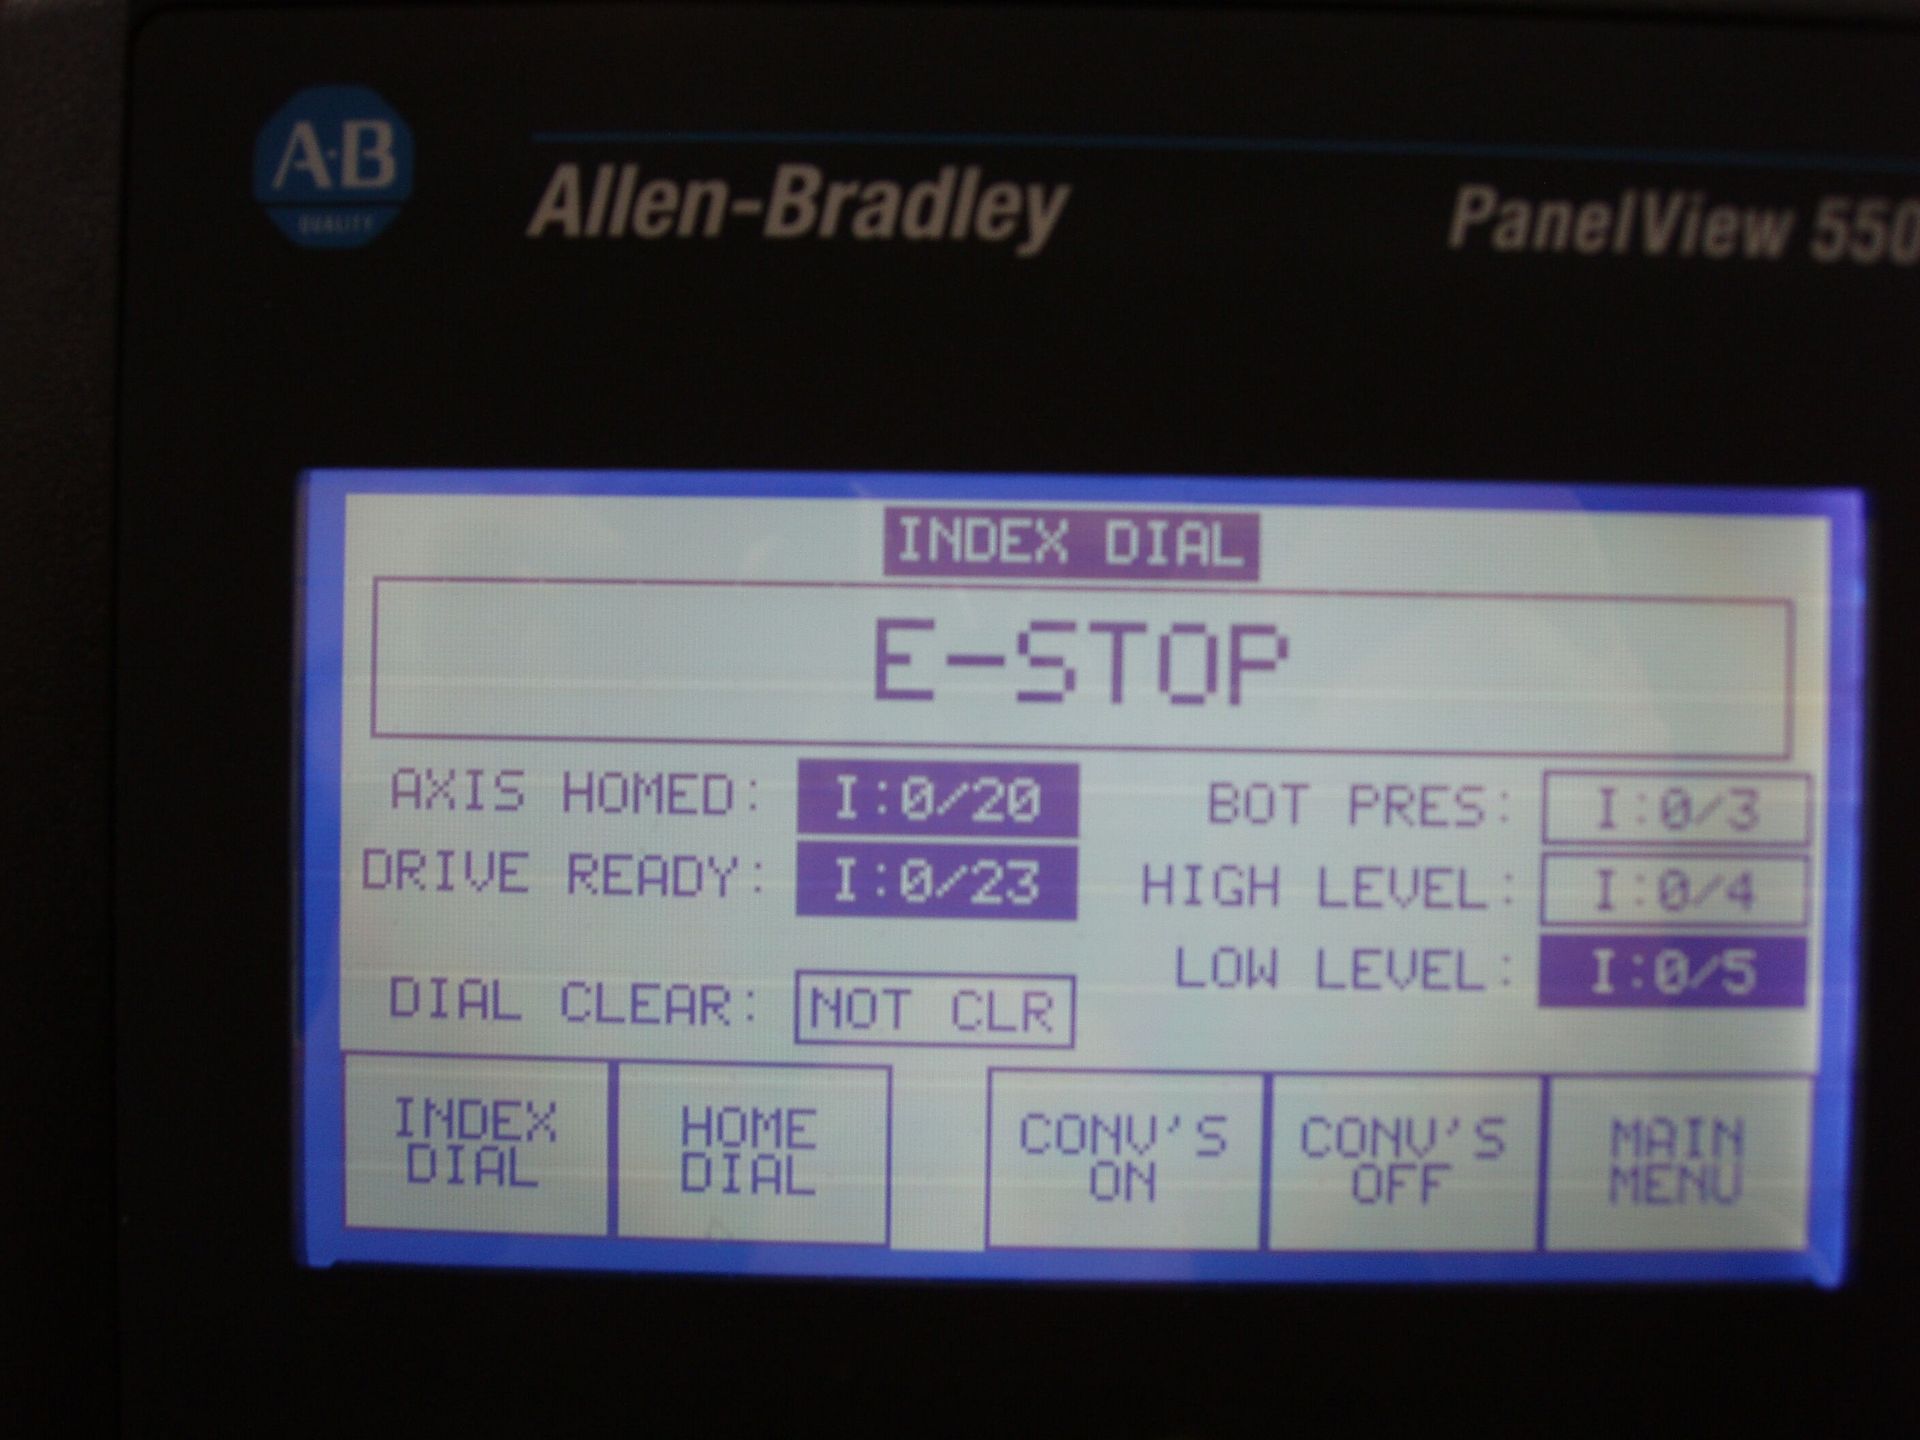 A·B
QUALITY
Allen-Bradley
PanelView 550
INDEX DIAL
E-STOP
AXIS HOMED: I:0/20
BOT PRES: I:0/3
DRIVE READY: I:0/23
HIGH LEVEL: I:0/4
LOW LEVEL: I:0/5
DIAL CLEAR: NOT CLR
INDEX
DIAL
HOME
DIAL
CONV'S
ON
CONV'S
OFF
MAIN
MENU